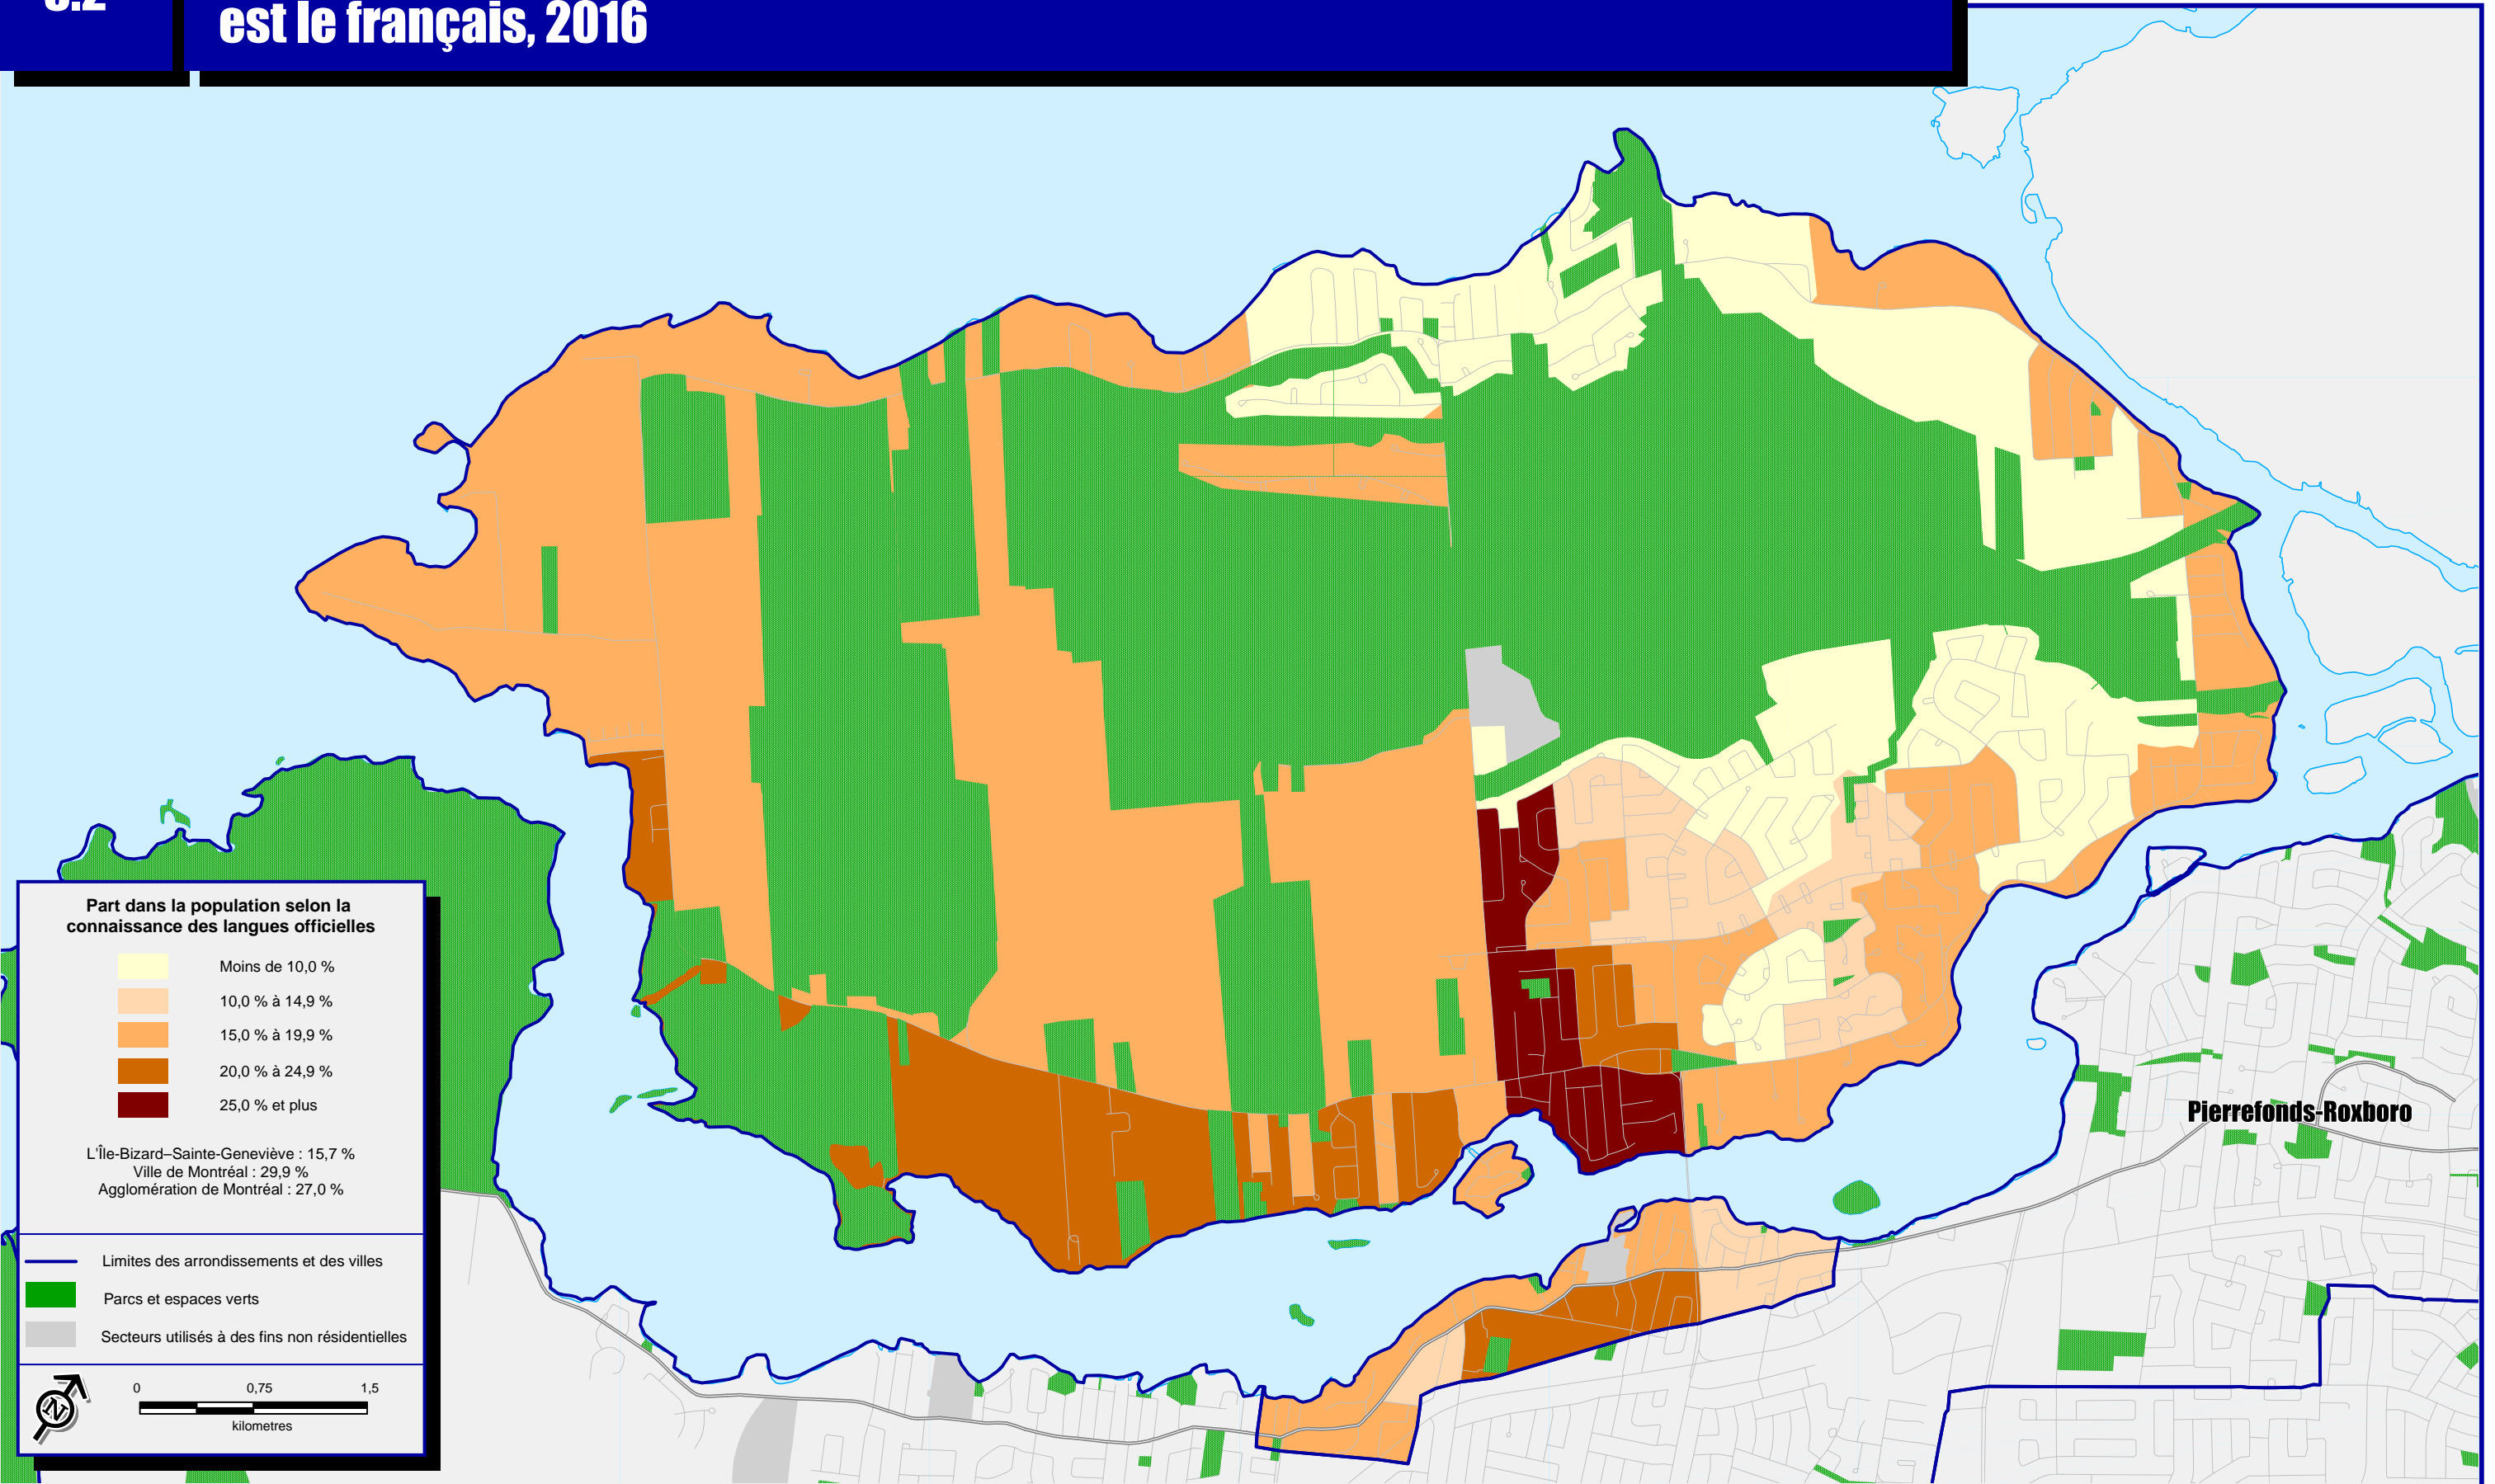 est le français, 2016
Part dans la population selon la
connaissance des langues officielles
Moins de 10,0 %
10,0 % à 14,9 %
15,0 % à 19,9 %
20,0 % à 24,9 %
25,0 % et plus
L'Île-Bizard–Sainte-Geneviève : 15,7 %
Ville de Montréal : 29,9 %
Agglomération de Montréal : 27,0 %
Limites des arrondissements et des villes
Parcs et espaces verts
Secteurs utilisés à des fins non résidentielles
N
0 0,75 1,5
kilometres
Pierrefonds-Roxboro